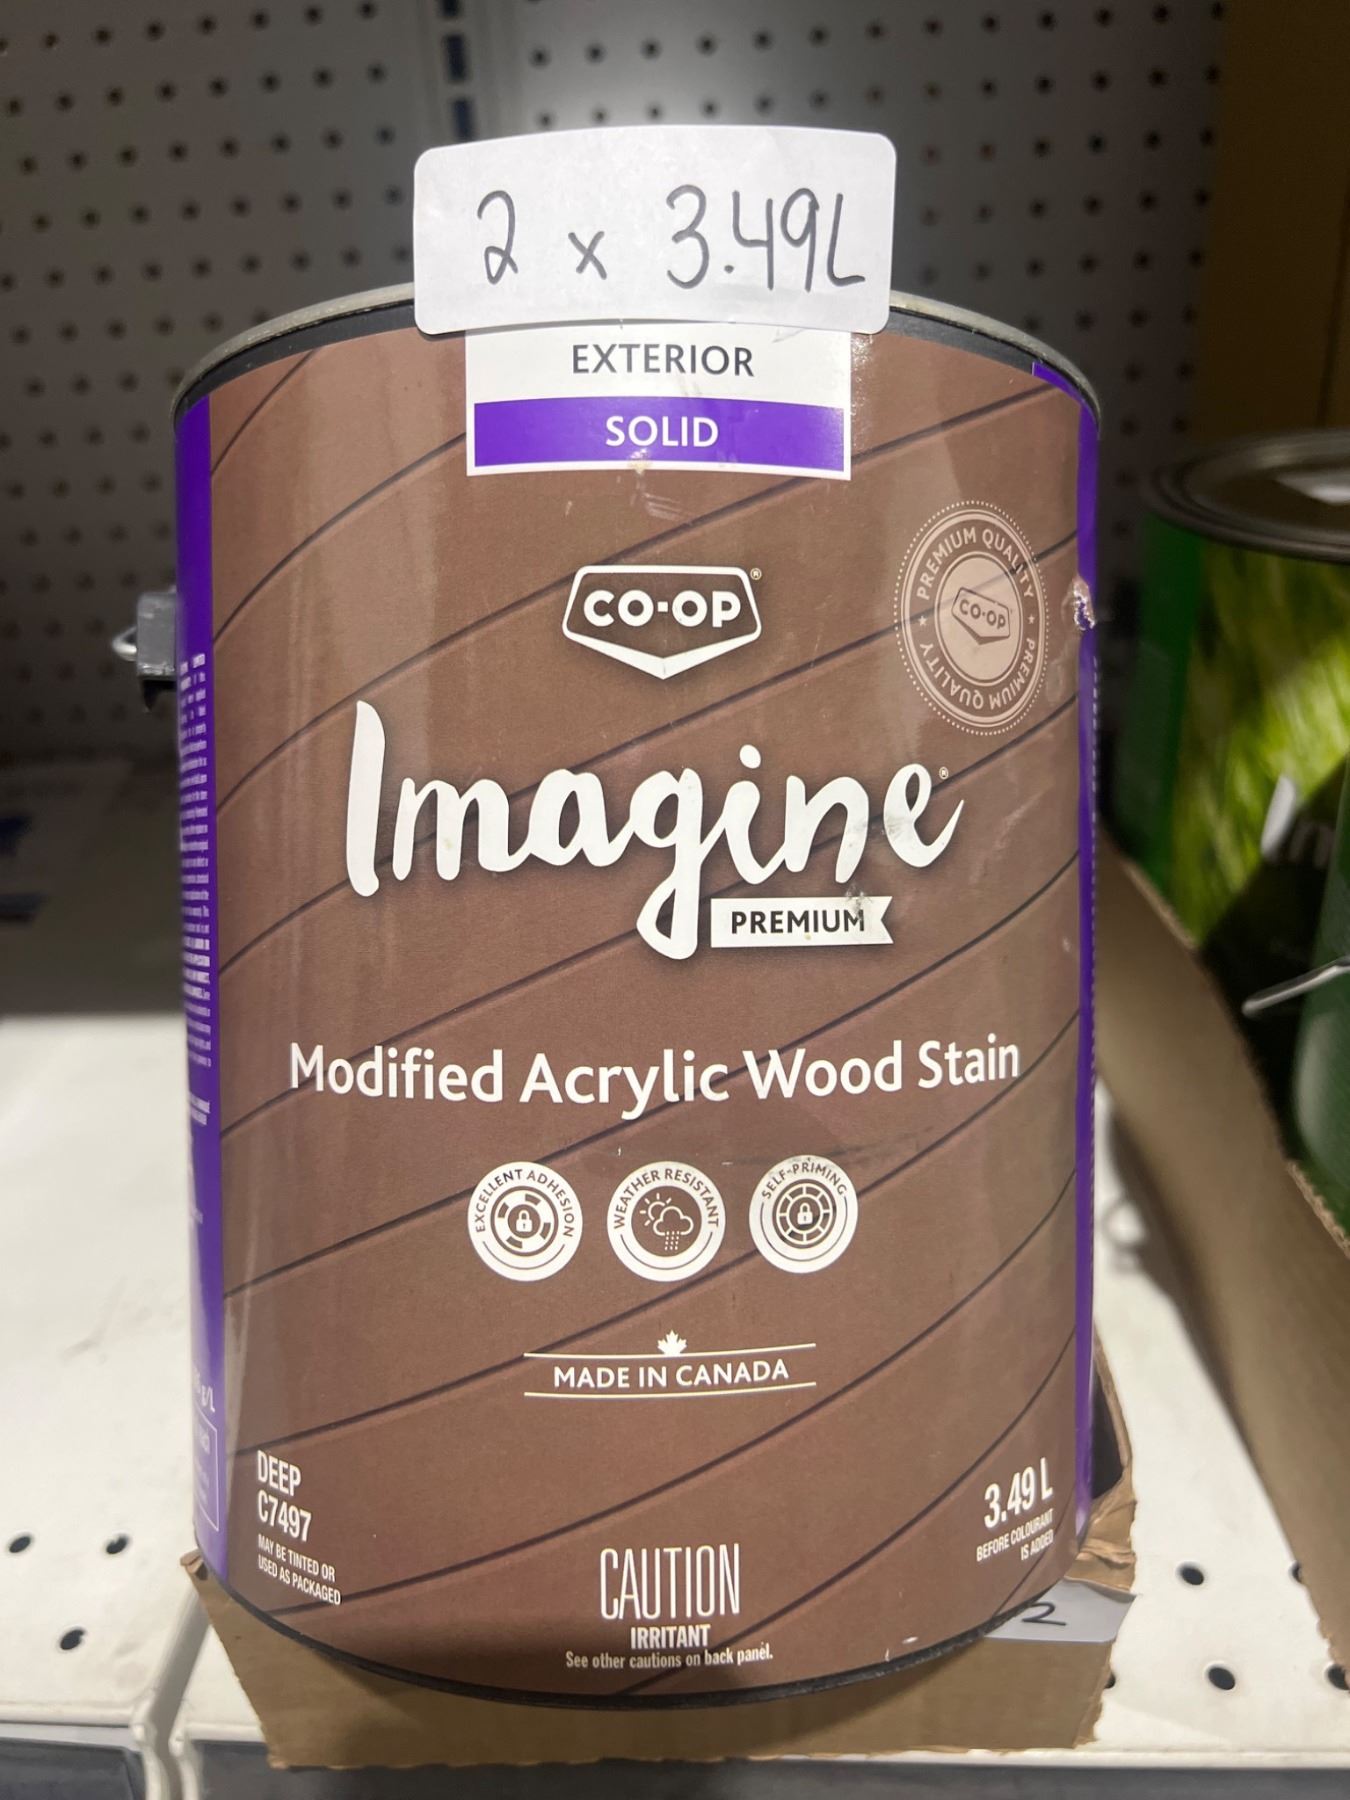 2 x 3.49L
EXTERIOR
SOLID
CO-OP®
PREMIUM QUALITY ★ PREMIUM QUALITY ★
CO-OP
Imagine®
PREMIUM
Modified Acrylic Wood Stain
EXCELLENT ADHESION
WEATHER RESISTANT
SELF-PRIMING
MADE IN CANADA
DEEP
C7497
MAY BE TINTED OR
USED AS PACKAGED
3.49 L
BEFORE COLOURANT
IS ADDED
CAUTION
IRRITANT
See other cautions on back panel.
g/L
2